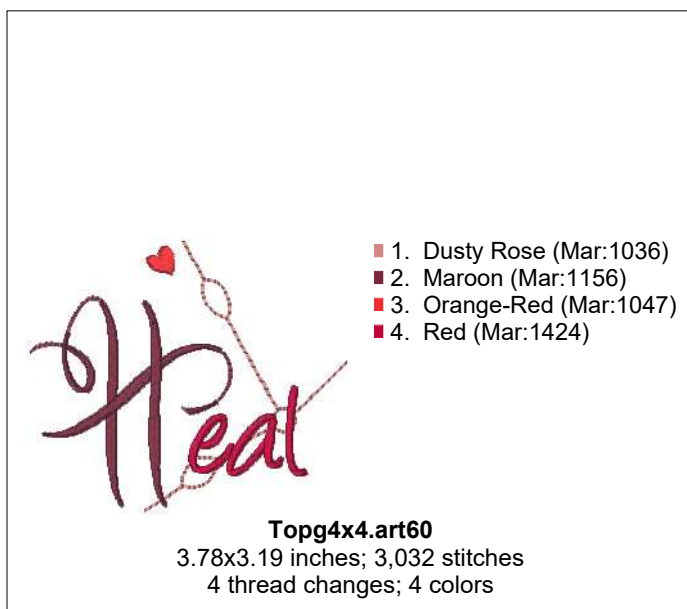 Heal
1. Dusty Rose (Mar:1036)
2. Maroon (Mar:1156)
3. Orange-Red (Mar:1047)
4. Red (Mar:1424)
Topg4x4.art60
3.78x3.19 inches; 3,032 stitches
4 thread changes; 4 colors